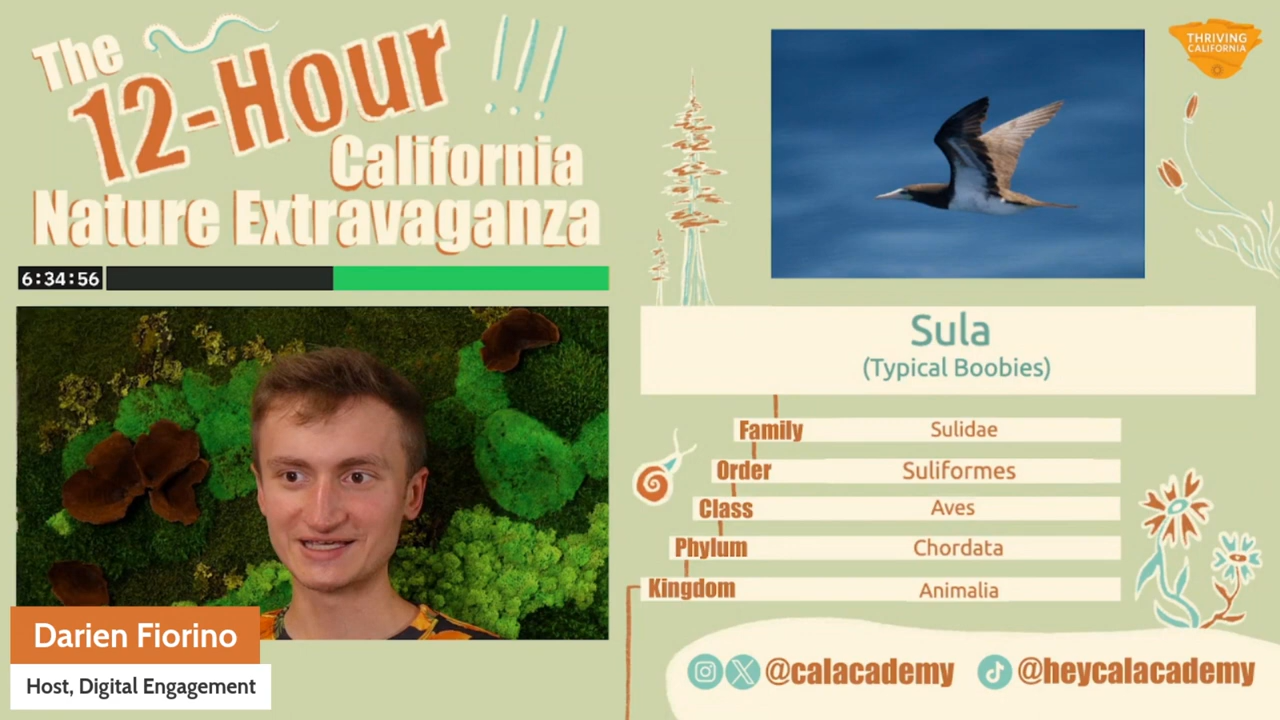 The
12-Hour
!!!
California
Nature Extravaganza
6:34:56
Darien Fiorino
Host, Digital Engagement
THRIVING
CALIFORNIA
Sula
(Typical Boobies)
Family Sulidae
Order Suliformes
Class Aves
Phylum Chordata
Kingdom Animalia
@calacademy @heycalacademy